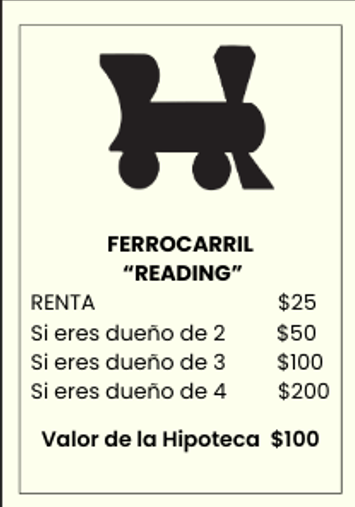 FERROCARRIL
“READING”
RENTA $25
Si eres dueño de 2 $50
Si eres dueño de 3 $100
Si eres dueño de 4 $200
Valor de la Hipoteca $100